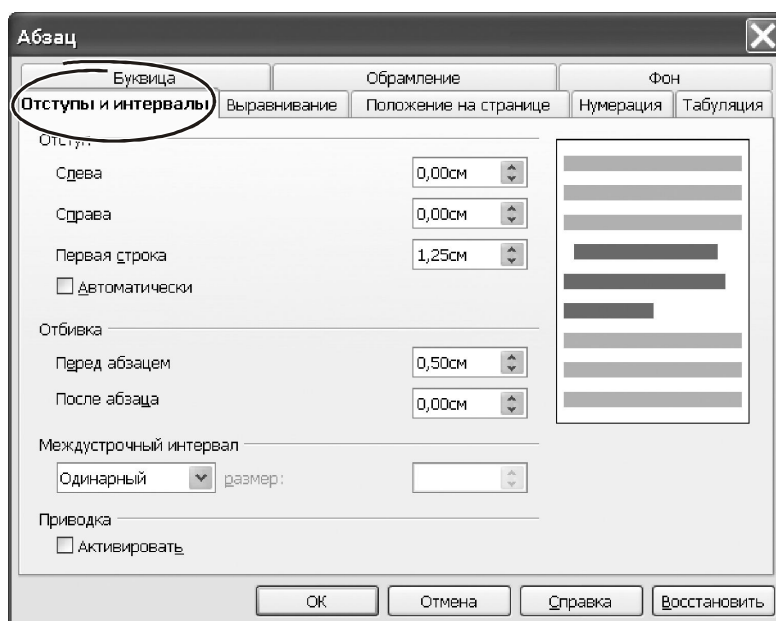 Абзац
Буквица Обрамление Фон
Отступы и интервалы Выравнивание Положение на странице Нумерация Табуляция
Отступ
Слева 0,00см
Справа 0,00см
Первая строка 1,25см
Автоматически
Отбивка
Перед абзацем 0,50см
После абзаца 0,00см
Междустрочный интервал
Одинарный размер:
Приводка
Активировать
ОК Отмена Справка Восстановить